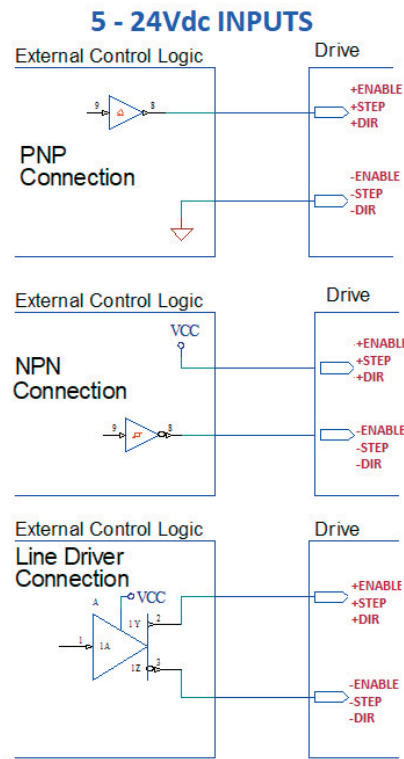 5 - 24Vdc INPUTS
External Control Logic
Drive
9
8
+ENABLE
+STEP
+DIR
PNP
Connection
-ENABLE
-STEP
-DIR
External Control Logic
Drive
VCC
+ENABLE
+STEP
+DIR
NPN
Connection
9
8
-ENABLE
-STEP
-DIR
External Control Logic
Drive
Line Driver
Connection
A
VCC
1Y
2
+ENABLE
+STEP
+DIR
1
1A
1Z
3
-ENABLE
-STEP
-DIR